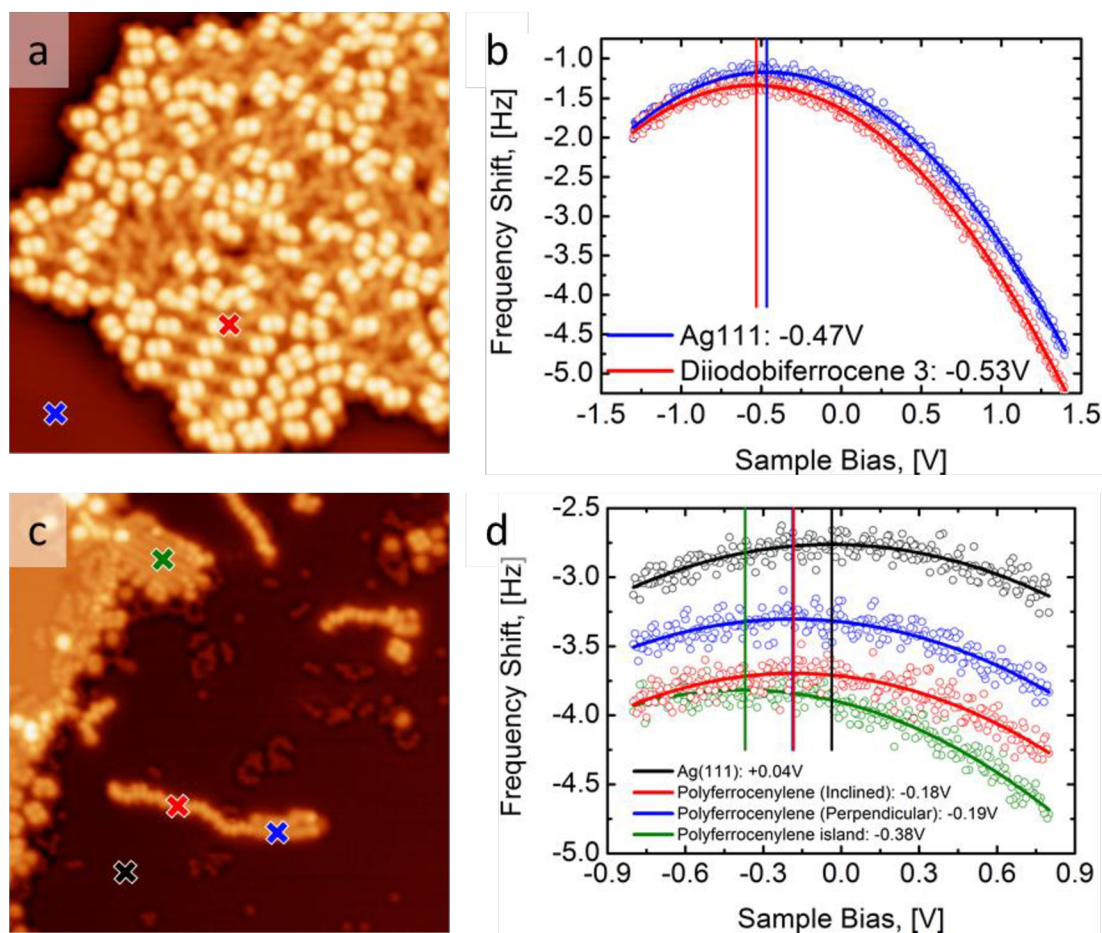 a
b
Frequency Shift, [Hz]
-1.0
-1.5
-2.0
-2.5
-3.0
-3.5
-4.0
-4.5
-5.0
Ag111: -0.47V
Diiodobiferrocene 3: -0.53V
-1.5 -1.0 -0.5 0.0 0.5 1.0 1.5
Sample Bias, [V]
c
d
Frequency Shift, [Hz]
-2.5
-3.0
-3.5
-4.0
-4.5
-5.0
Ag(111): +0.04V
Polyferrocenylene (Inclined): -0.18V
Polyferrocenylene (Perpendicular): -0.19V
Polyferrocenylene island: -0.38V
-0.9 -0.6 -0.3 0.0 0.3 0.6 0.9
Sample Bias, [V]